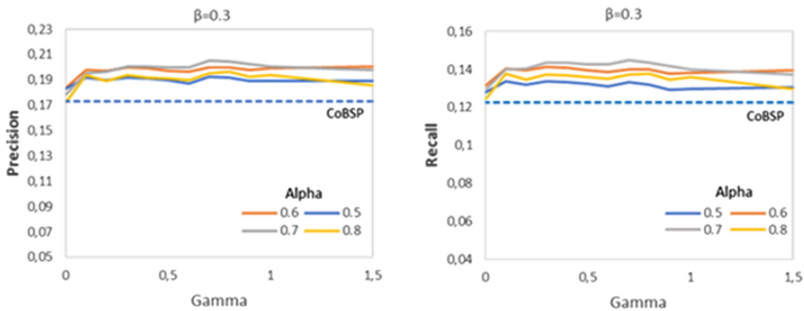 β=0.3
0,23
0,21
0,19
0,17
0,15
0,13
0,11
0,09
0,07
0,05
Precision
CoBSP
Alpha
0.6 0.5
0.7 0.8
0 0,5 1 1,5
Gamma
β=0.3
0,16
0,14
0,12
0,1
0,08
0,06
0,04
Recall
CoBSP
Alpha
0.5 0.6
0.7 0.8
0 0,5 1 1,5
Gamma